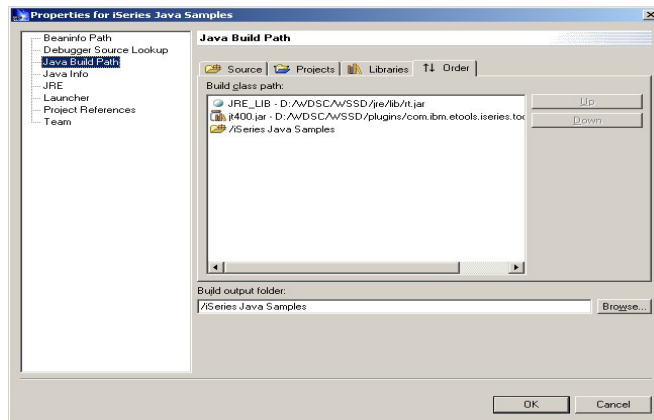 Properties for iSeries Java Samples
Beaninfo Path
Debugger Source Lookup
Java Build Path
Java Info
JRE
Launcher
Project References
Team
Java Build Path
Source
Projects
Libraries
Order
Build class path:
JRE_LIB - D:/WDSC/WSSD/jre/lib/rt.jar
jt400.jar - D:/WDSC/WSSD/plugins/com.ibm.etools.iseries.too
/iSeries Java Samples
Up
Down
Build output folder:
/iSeries Java Samples
Browse...
OK
Cancel